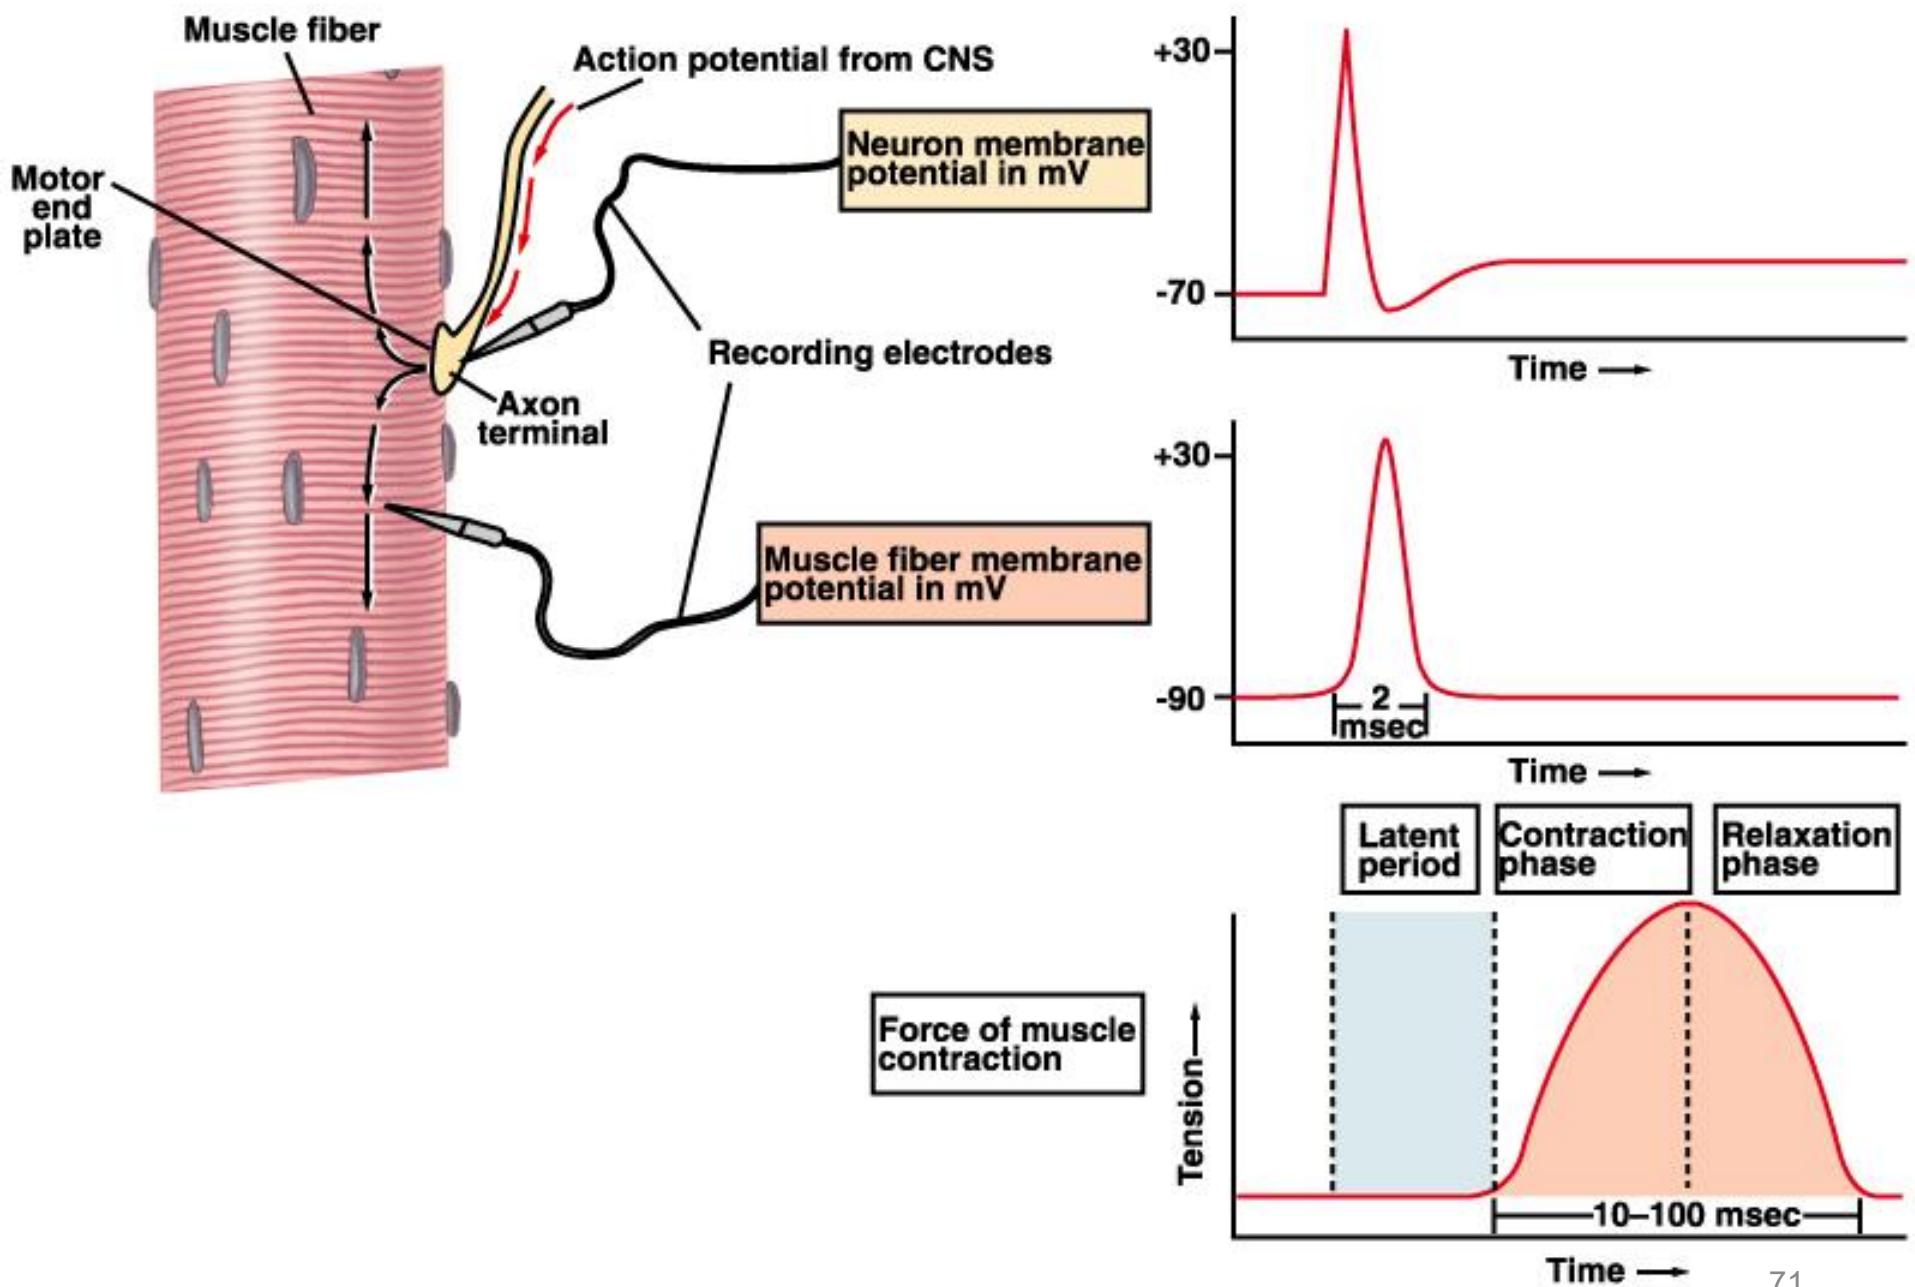 Muscle fiber
Action potential from CNS
Motor
end
plate
Neuron membrane
potential in mV
Recording electrodes
Axon
terminal
Muscle fiber membrane
potential in mV
+30
-70
Time
+30
-90
2
msec
Time
Latent
period
Contraction
phase
Relaxation
phase
Force of muscle
contraction
Tension
10–100 msec
Time
71